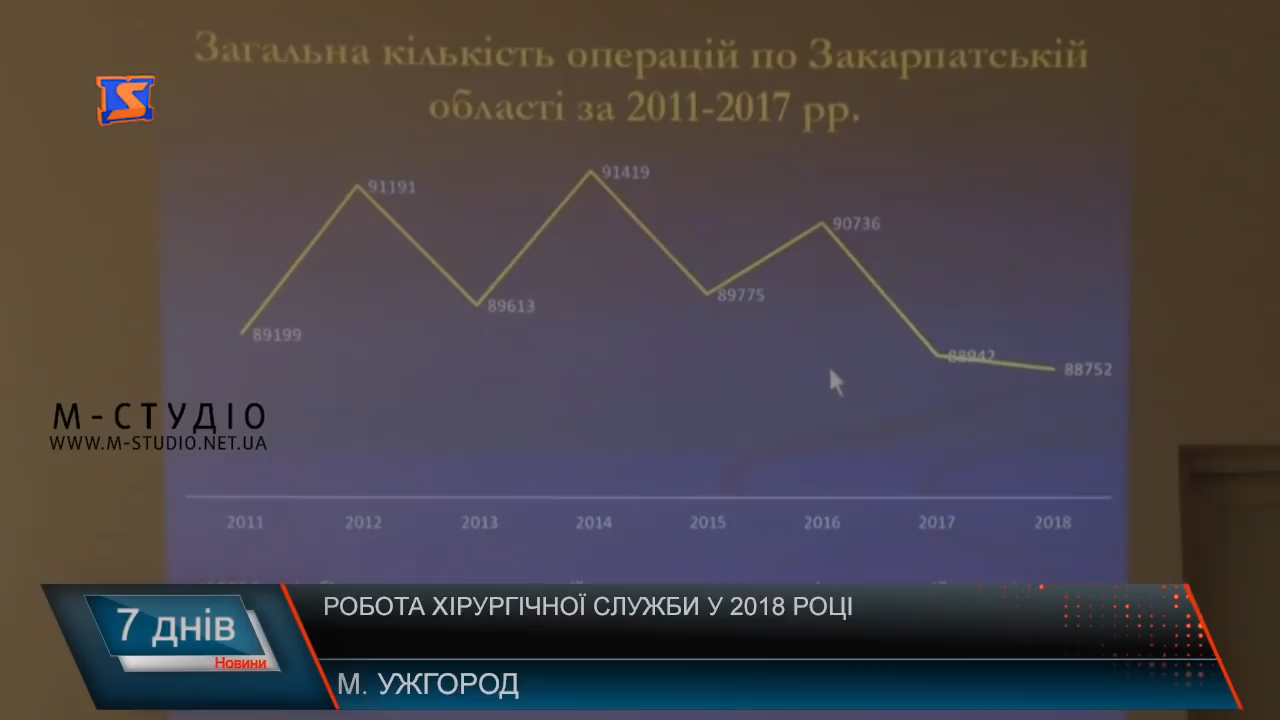 Загальна кількість операцій по Закарпатській
області за 2011-2017 рр.
91419
91191
90736
89775
89613
89199
88942
88752
М-СТУДІО
WWW.M-STUDIO.NET.UA
2011 2012 2013 2014 2015 2016 2017 2018
7 днів
Новини
РОБОТА ХІРУРГІЧНОЇ СЛУЖБИ У 2018 РОЦІ
М. УЖГОРОД